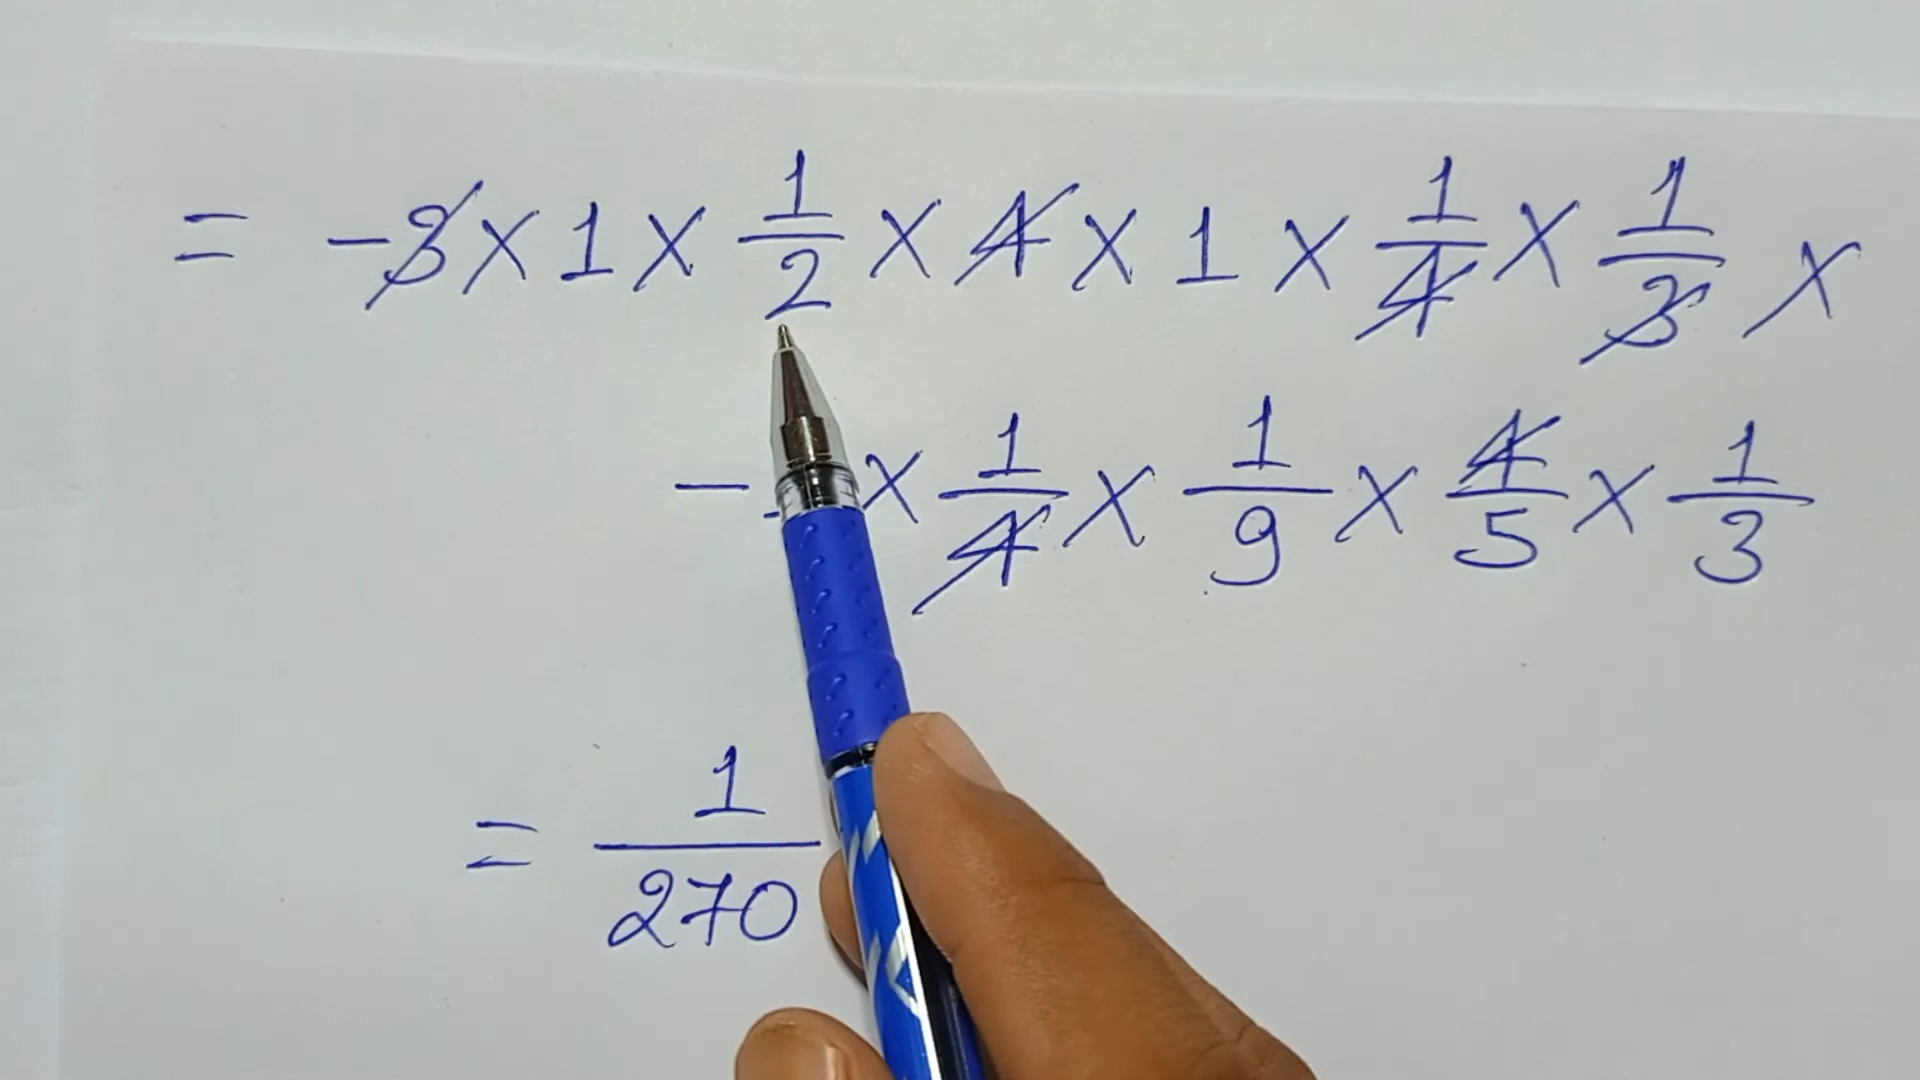 = -3 × 1 × 1/2 × 4 × 1 × 1/4 × 1/3 ×
- × 1/4 × 1/9 × 4/5 × 1/3
= 1/270